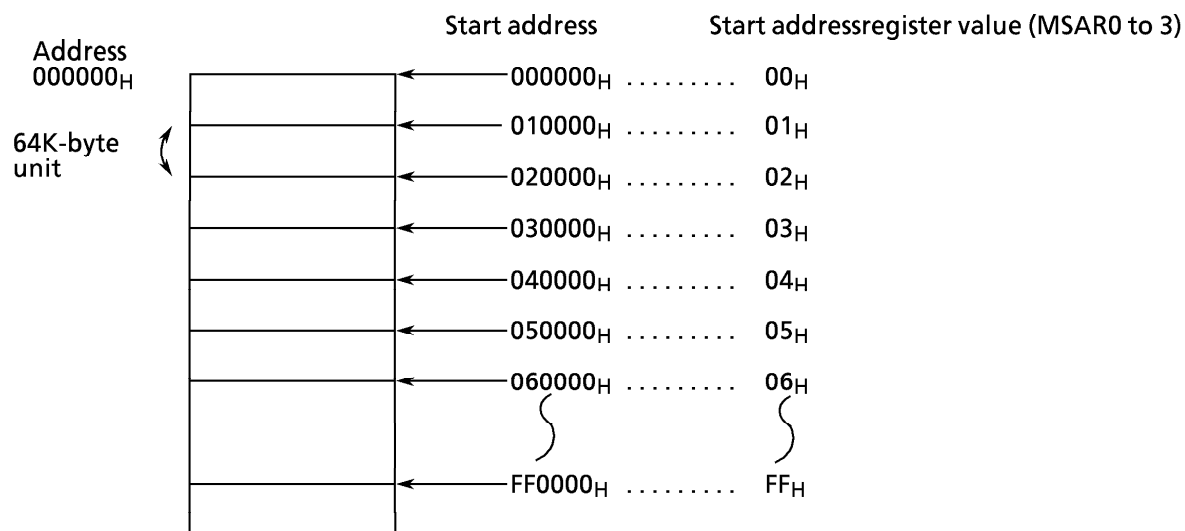 Start address Start addressregister value (MSAR0 to 3)
Address
000000H 000000H ......... 00H
010000H ......... 01H
64K-byte
unit
020000H ......... 02H
030000H ......... 03H
040000H ......... 04H
050000H ......... 05H
060000H ......... 06H
FF0000H ......... FFH